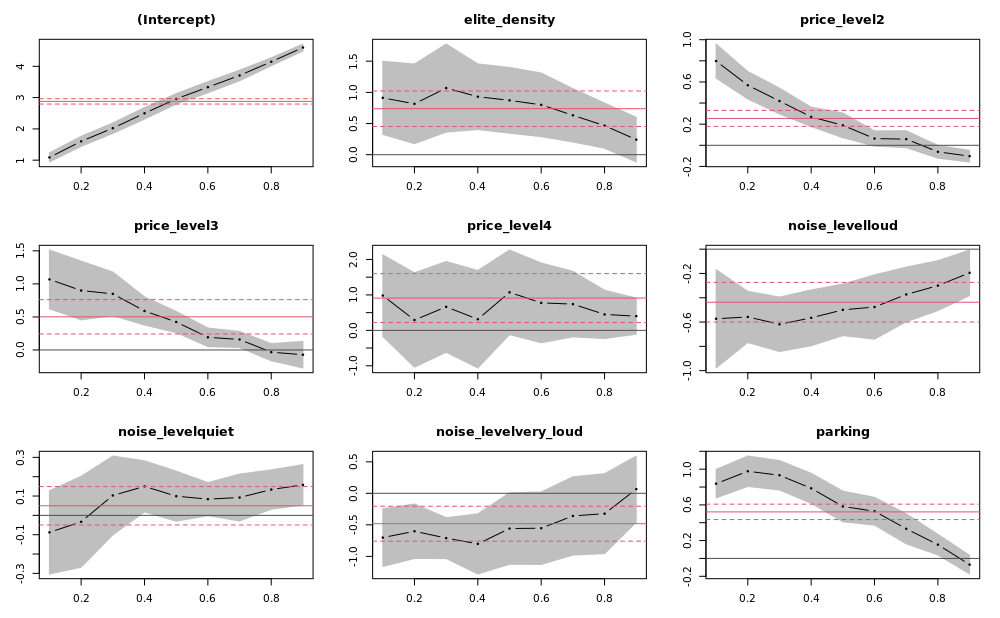 (Intercept) elite_density price_level2
4 3 2 1
0.2 0.4 0.6 0.8
1.5 1.0 0.5 0.0
0.2 0.4 0.6 0.8
1.0 0.6 0.2 -0.2
0.2 0.4 0.6 0.8
price_level3 price_level4 noise_levelloud
1.5 1.0 0.5 0.0
0.2 0.4 0.6 0.8
2.0 1.0 0.0 -1.0
0.2 0.4 0.6 0.8
-0.2 -0.6 -1.0
0.2 0.4 0.6 0.8
noise_levelquiet noise_levelvery_loud parking
0.3 0.1 -0.1 -0.3
0.2 0.4 0.6 0.8
0.5 0.0 -0.5 -1.0
0.2 0.4 0.6 0.8
1.0 0.6 0.2 -0.2
0.2 0.4 0.6 0.8